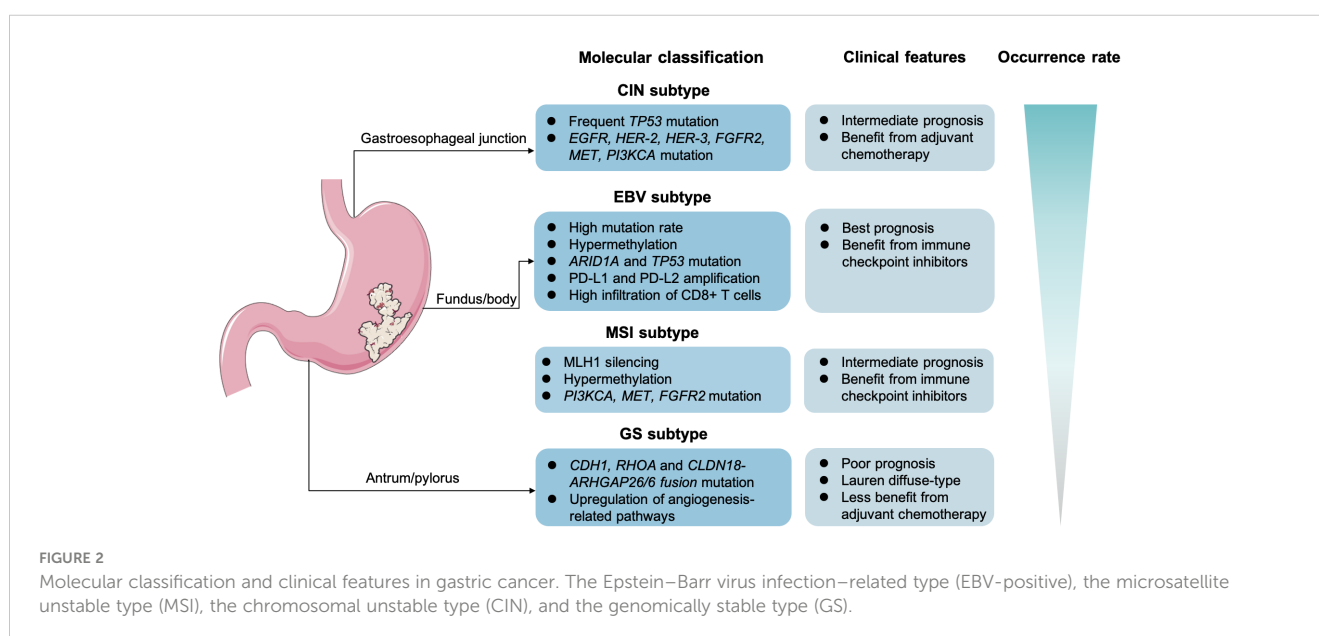 Molecular classification
Clinical features
Occurrence rate
CIN subtype
Gastroesophageal junction
● Frequent TP53 mutation
● EGFR, HER-2, HER-3, FGFR2,
MET, PI3KCA mutation
● Intermediate prognosis
● Benefit from adjuvant
chemotherapy
EBV subtype
Fundus/body
● High mutation rate
● Hypermethylation
● ARID1A and TP53 mutation
● PD-L1 and PD-L2 amplification
● High infiltration of CD8+ T cells
● Best prognosis
● Benefit from immune
checkpoint inhibitors
MSI subtype
● MLH1 silencing
● Hypermethylation
● PI3KCA, MET, FGFR2 mutation
● Intermediate prognosis
● Benefit from immune
checkpoint inhibitors
GS subtype
Antrum/pylorus
● CDH1, RHOA and CLDN18-
ARHGAP26/6 fusion mutation
● Upregulation of angiogenesis-
related pathways
● Poor prognosis
● Lauren diffuse-type
● Less benefit from
adjuvant chemotherapy
FIGURE 2
Molecular classification and clinical features in gastric cancer. The Epstein–Barr virus infection–related type (EBV-positive), the microsatellite
unstable type (MSI), the chromosomal unstable type (CIN), and the genomically stable type (GS).